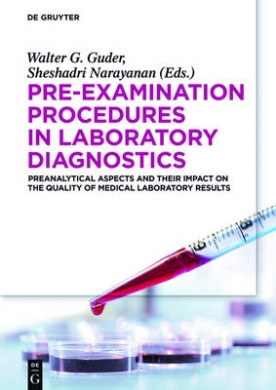 DE GRUYTER
Walter G. Guder,
Sheshadri Narayanan (Eds.)
PRE-EXAMINATION
PROCEDURES
IN LABORATORY
DIAGNOSTICS
PREANALYTICAL ASPECTS AND THEIR IMPACT ON
THE QUALITY OF MEDICAL LABORATORY RESULTS
DE
G